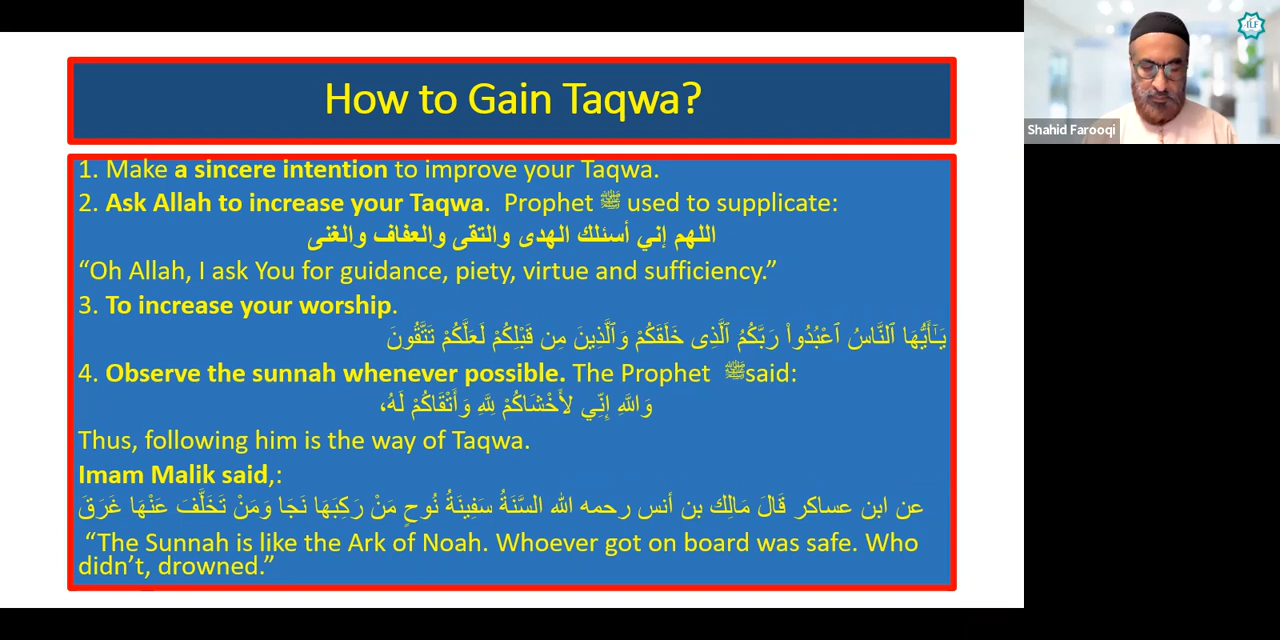 How to Gain Taqwa?
1. Make a sincere intention to improve your Taqwa.
2. Ask Allah to increase your Taqwa.  Prophet ﷺ used to supplicate:
اللهم إني أسئلك الهدى والتقى والعفاف والغنى
“Oh Allah, I ask You for guidance, piety, virtue and sufficiency.”
3. To increase your worship.
يَـٰٓأَيُّهَا ٱلنَّاسُ ٱعْبُدُوا۟ رَبَّكُمُ ٱلَّذِى خَلَقَكُمْ وَٱلَّذِينَ مِن قَبْلِكُمْ لَعَلَّكُمْ تَتَّقُونَ
4. Observe the sunnah whenever possible. The Prophet ﷺsaid:
وَاللَّهِ إِنِّي لأَخْشَاكُمْ لِلَّهِ وَأَتْقَاكُمْ لَهُ،
Thus, following him is the way of Taqwa.
Imam Malik said,:
عن ابن عساكر قَالَ مَالِك بن أنس رحمه الله السَّنَةُ سَفِينَةُ نُوحٍ مَنْ رَكِبَهَا نَجَا وَمَنْ تَخَلَّفَ عَنْهَا غَرَقَ
“The Sunnah is like the Ark of Noah. Whoever got on board was safe. Who
didn’t, drowned.”
ILF
Shahid Farooqi